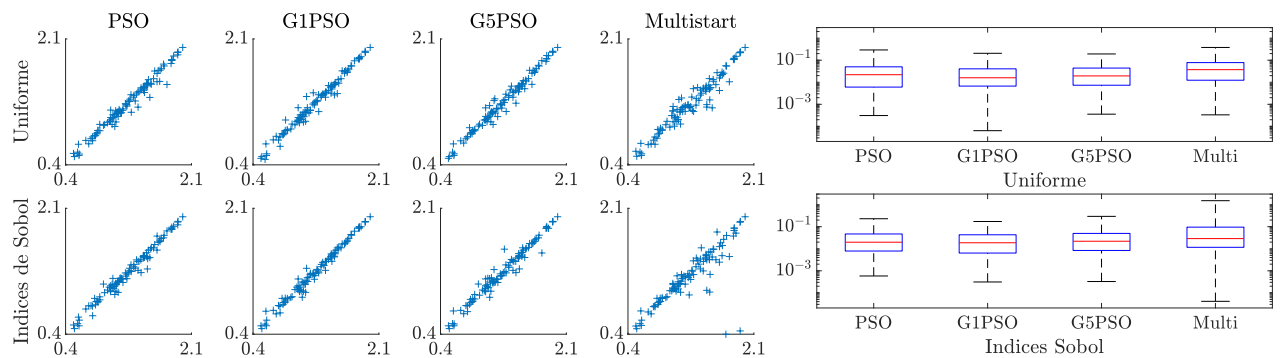 PSO G1PSO G5PSO Multistart
Uniforme
2.1 2.1 2.1 2.1
0.4 0.4 0.4 0.4
0.4 2.1 0.4 2.1 0.4 2.1 0.4 2.1
Indices de Sobol
2.1 2.1 2.1 2.1
0.4 0.4 0.4 0.4
0.4 2.1 0.4 2.1 0.4 2.1 0.4 2.1
10⁻¹
10⁻³
PSO G1PSO G5PSO Multi
Uniforme
10⁻¹
10⁻³
PSO G1PSO G5PSO Multi
Indices Sobol